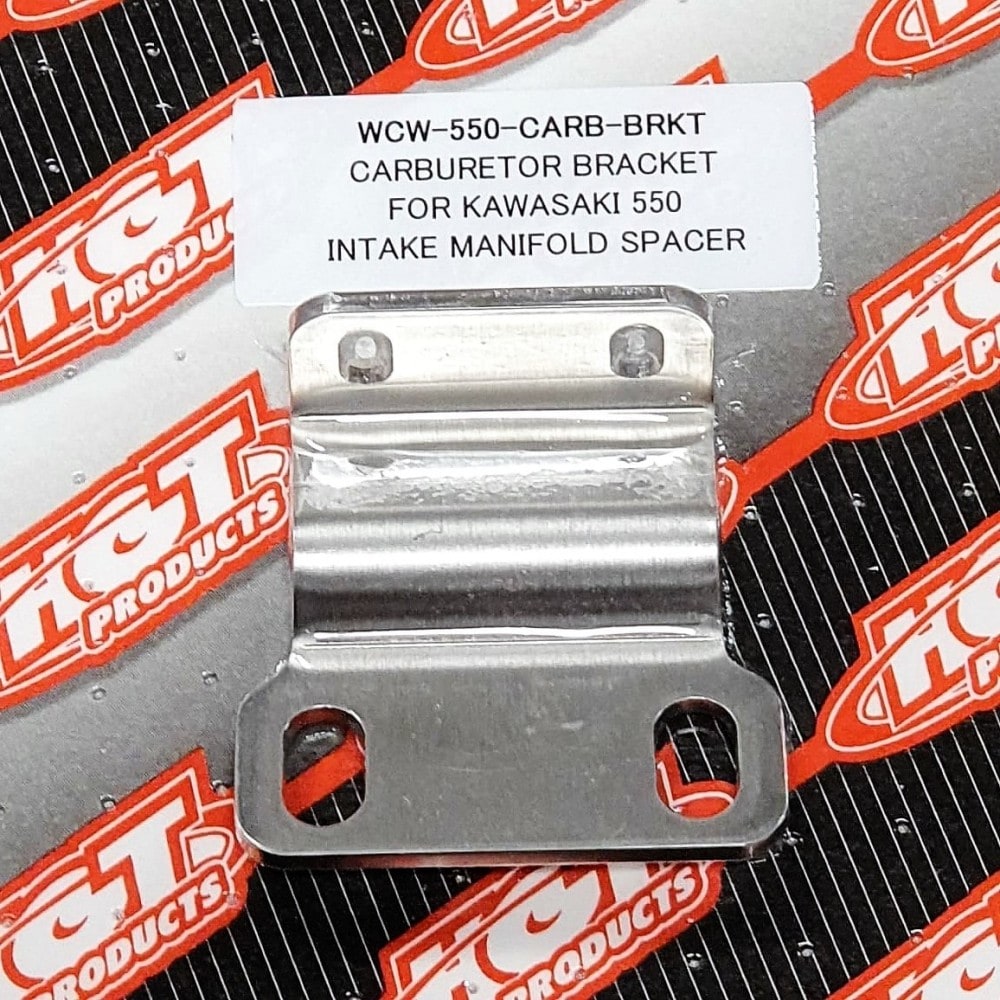 WCW-550-CARB-BRKT
CARBURETOR BRACKET
FOR KAWASAKI 550
INTAKE MANIFOLD SPACER
HOT
PRODUCTS
HOT
PRODUCTS
HOT
PRODUCTS
HOT
PRODUCTS